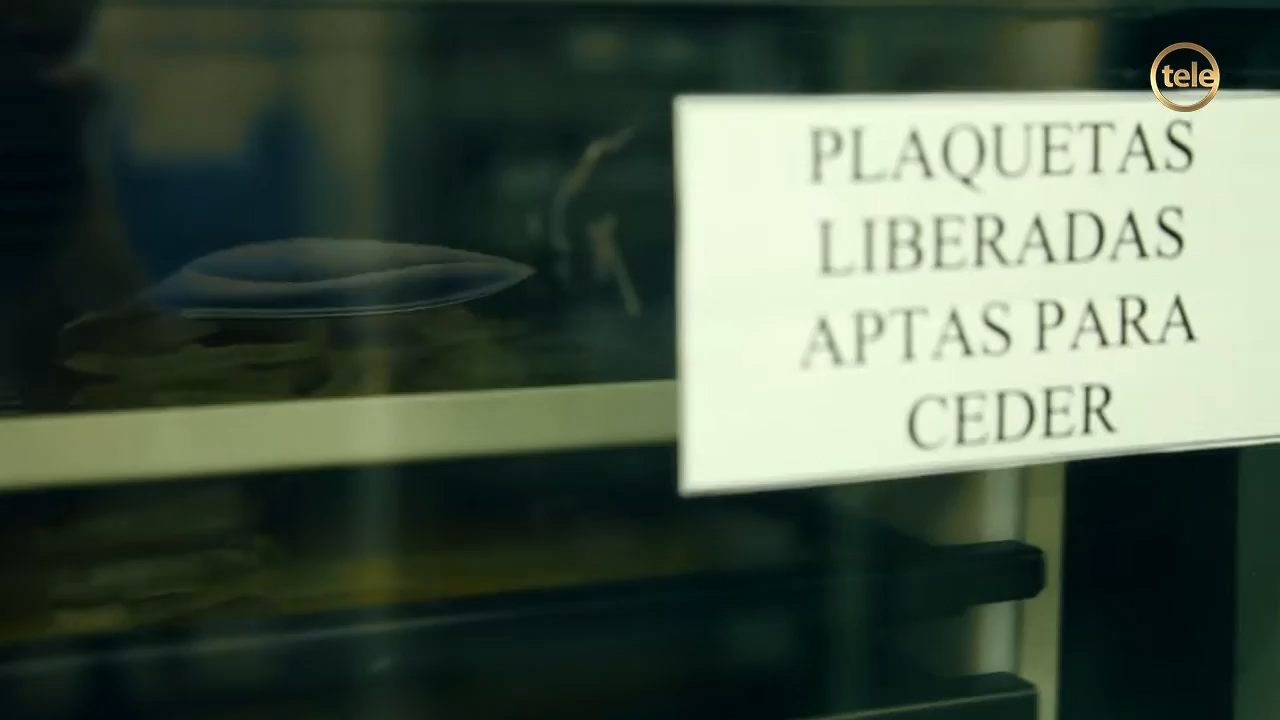 tele
PLAQUETAS
LIBERADAS
APTAS PARA
CEDER